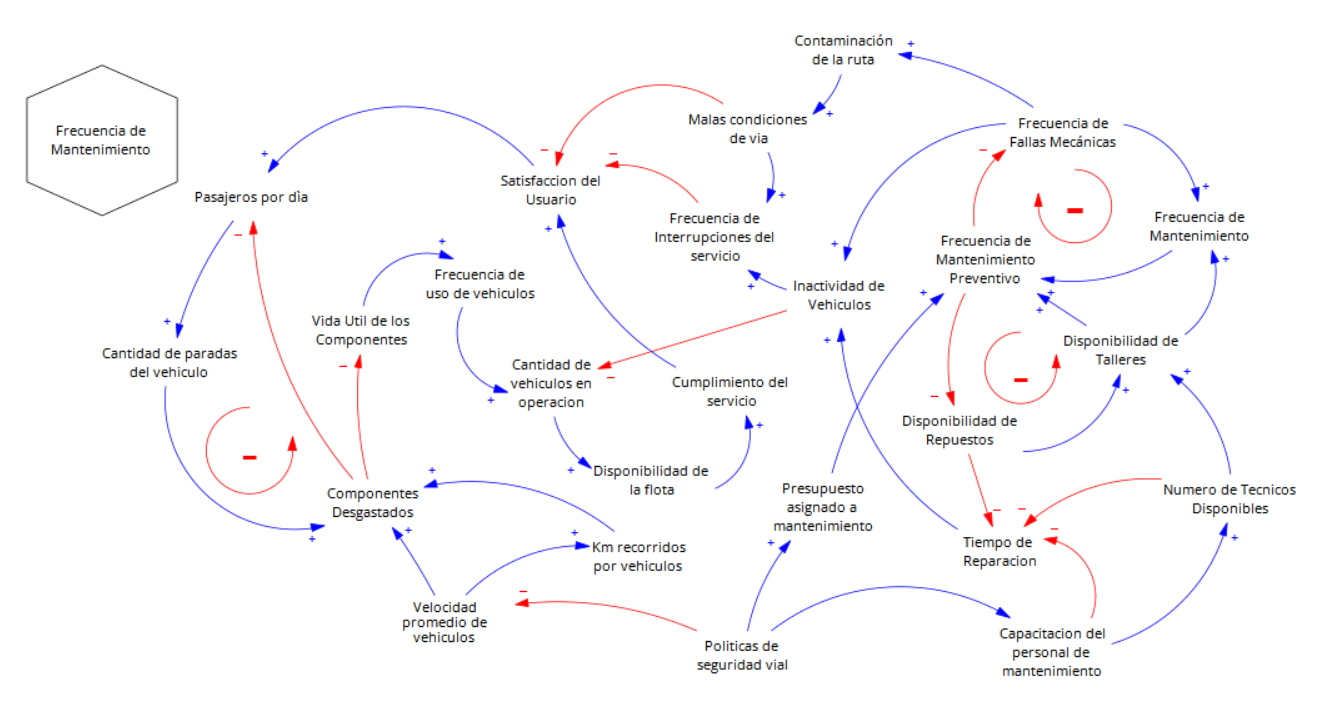 Frecuencia de
Mantenimiento
Contaminación
de la ruta
Malas condiciones
de via
Frecuencia de
Fallas Mecánicas
Satisfaccion del
Usuario
Pasajeros por dìa
Frecuencia de
Interrupciones del
servicio
Frecuencia de
Mantenimiento
Preventivo
Frecuencia de
Mantenimiento
Frecuencia de
uso de vehiculos
Inactividad de
Vehiculos
Vida Util de los
Componentes
Cantidad de paradas
del vehiculo
Cantidad de
vehiculos en
operacion
Cumplimiento del
servicio
Disponibilidad de
Talleres
Disponibilidad de
Repuestos
Disponibilidad de
la flota
Componentes
Desgastados
Presupuesto
asignado a
mantenimiento
Numero de Tecnicos
Disponibles
Km recorridos
por vehiculos
Tiempo de
Reparacion
Velocidad
promedio de
vehiculos
Politicas de
seguridad vial
Capacitacion del
personal de
mantenimiento